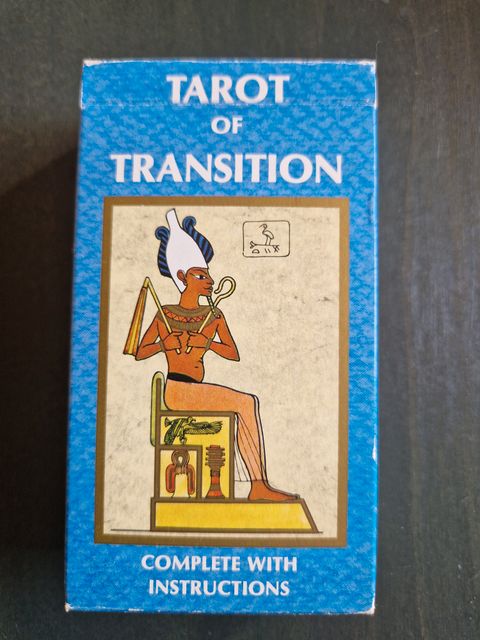 TAROT
OF
TRANSITION
COMPLETE WITH
INSTRUCTIONS